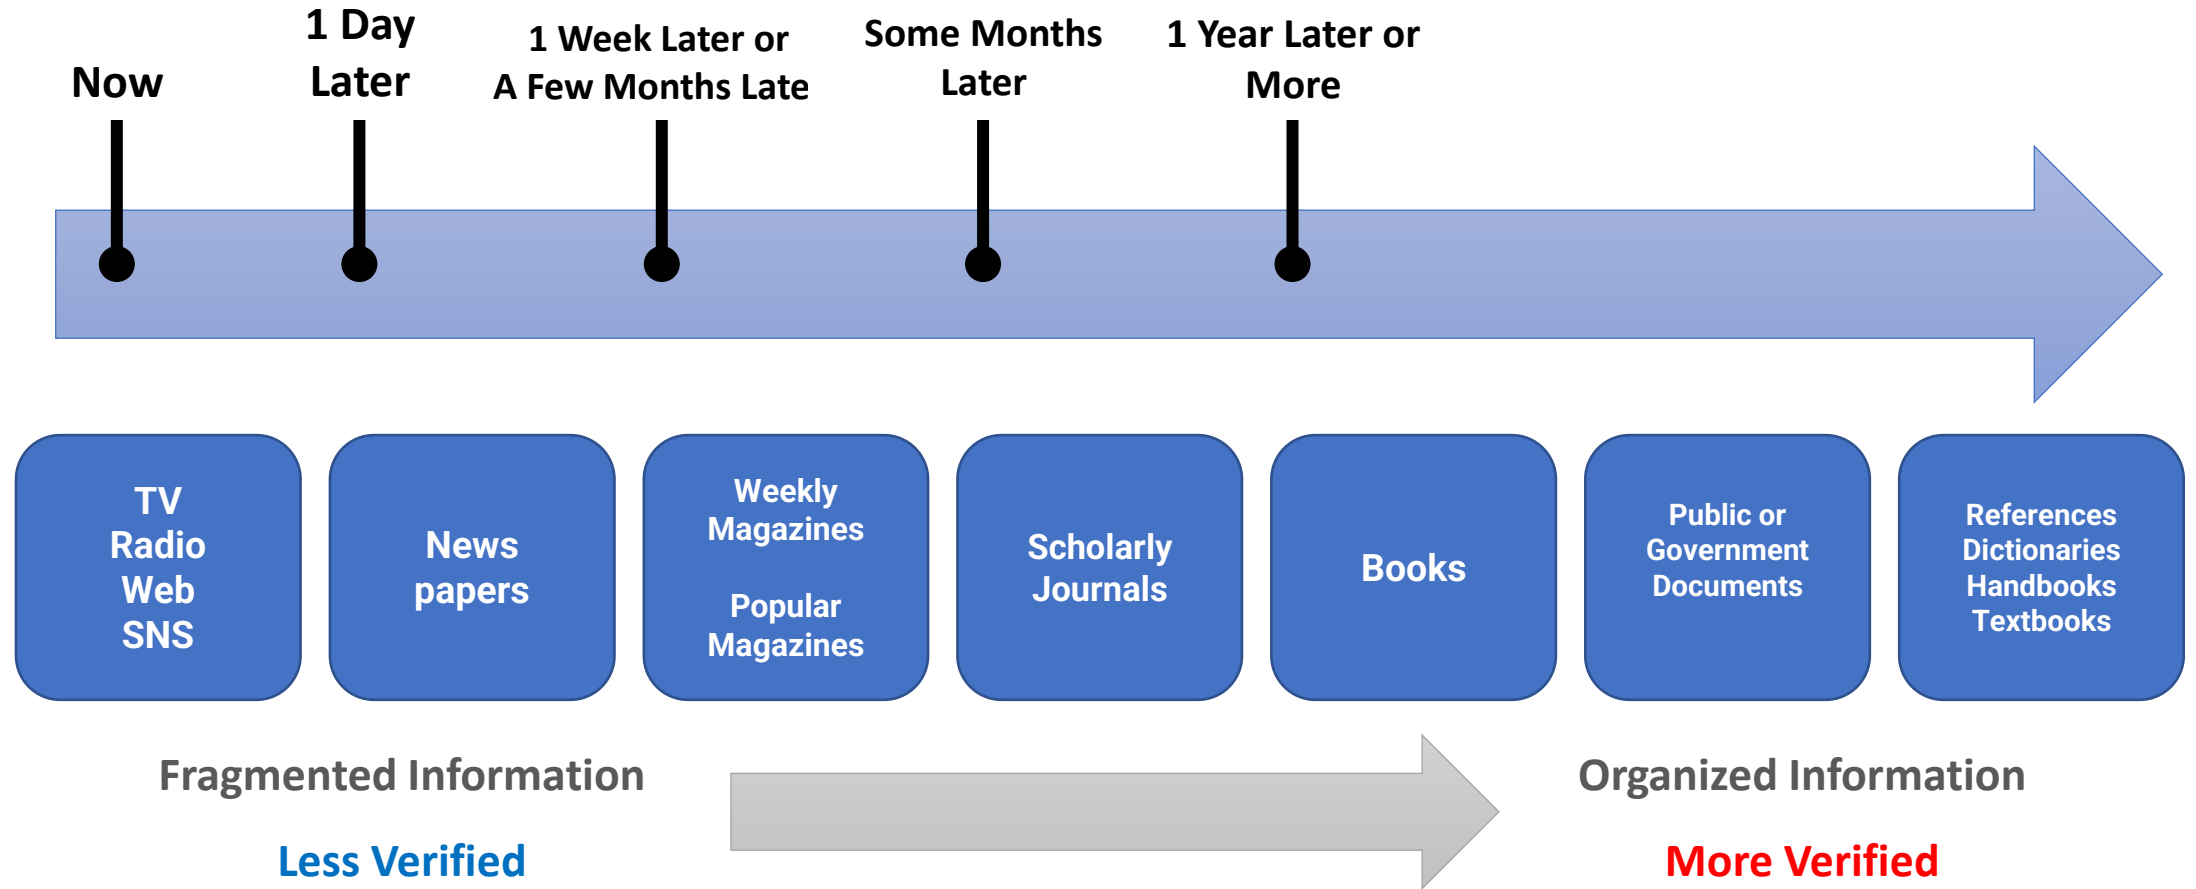 Now
1 Day
Later
1 Week Later or
A Few Months Late
Some Months
Later
1 Year Later or
More
TV
Radio
Web
SNS
News
papers
Weekly
Magazines
Popular
Magazines
Scholarly
Journals
Books
Public or
Government
Documents
References
Dictionaries
Handbooks
Textbooks
Fragmented Information
Less Verified
Organized Information
More Verified